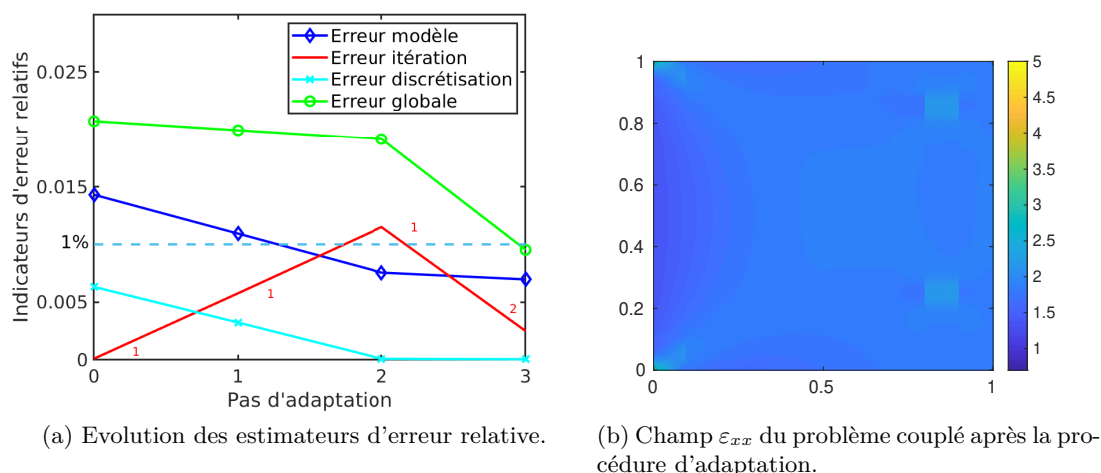 Indicateurs d'erreur relatifs
0.025
0.015
1%
0.005
0
Erreur modèle
Erreur itération
Erreur discrétisation
Erreur globale
1
1
1
2
0 1 2 3
Pas d'adaptation
(a) Evolution des estimateurs d'erreur relative.
1
0.8
0.6
0.4
0.2
0
0 0.5 1
5
4.5
4
3.5
3
2.5
2
1.5
1
(b) Champ εxx du problème couplé après la pro-
cédure d'adaptation.